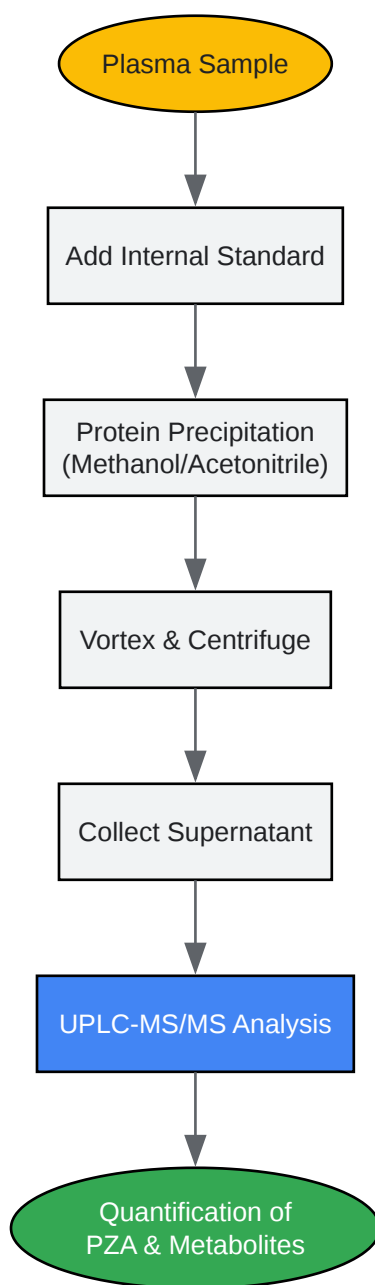 Plasma Sample
Add Internal Standard
Protein Precipitation
(Methanol/Acetonitrile)
Vortex & Centrifuge
Collect Supernatant
UPLC-MS/MS Analysis
Quantification of
PZA & Metabolites